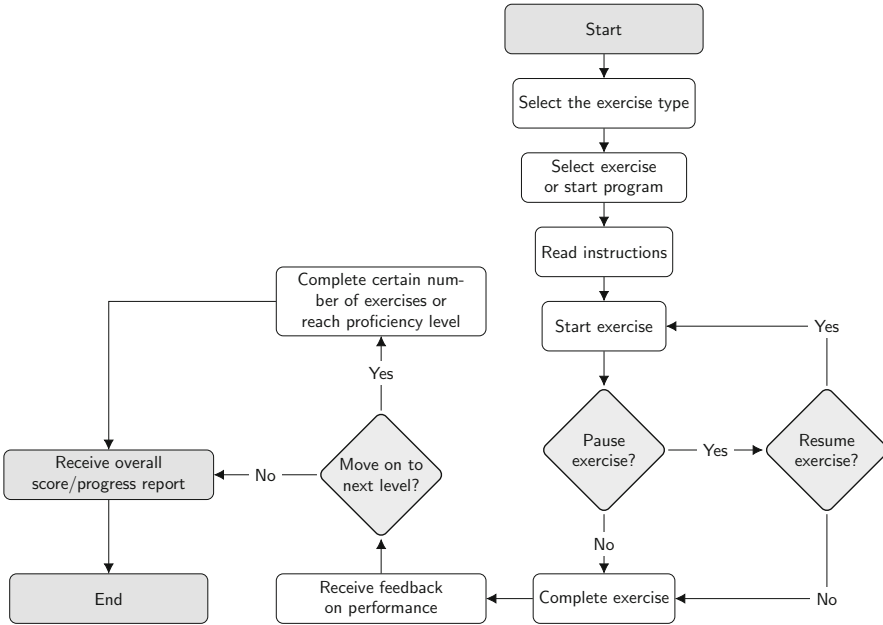 Start
Select the exercise type
Select exercise
or start program
Read instructions
Complete certain num-
ber of exercises or
reach proficiency level
Start exercise
Yes
Yes
Pause
exercise?
Yes
Resume
exercise?
Receive overall
score/progress report
No
Move on to
next level?
No
End
Receive feedback
on performance
Complete exercise
No